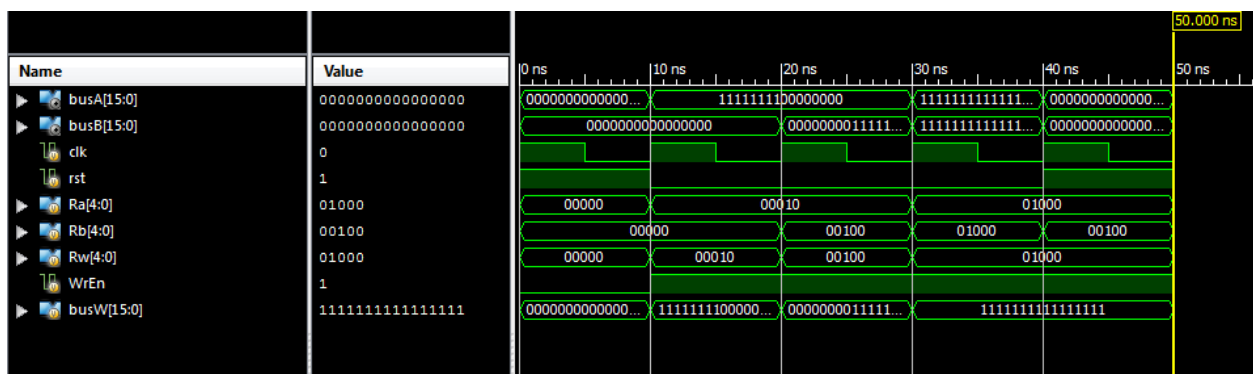 50.000 ns
Name Value 0 ns 10 ns 20 ns 30 ns 40 ns 50 ns
busA[15:0] 0000000000000000 0000000000000... 1111111100000000 1111111111111... 0000000000000...
busB[15:0] 0000000000000000 0000000000000000 0000000011111... 1111111111111... 0000000000000...
clk 0
rst 1
Ra[4:0] 01000 00000 00010 01000
Rb[4:0] 00100 00000 00100 01000 00100
Rw[4:0] 01000 00000 00010 00100 01000
WrEn 1
busW[15:0] 1111111111111111 0000000000000... 1111111100000... 0000000011111... 1111111111111111